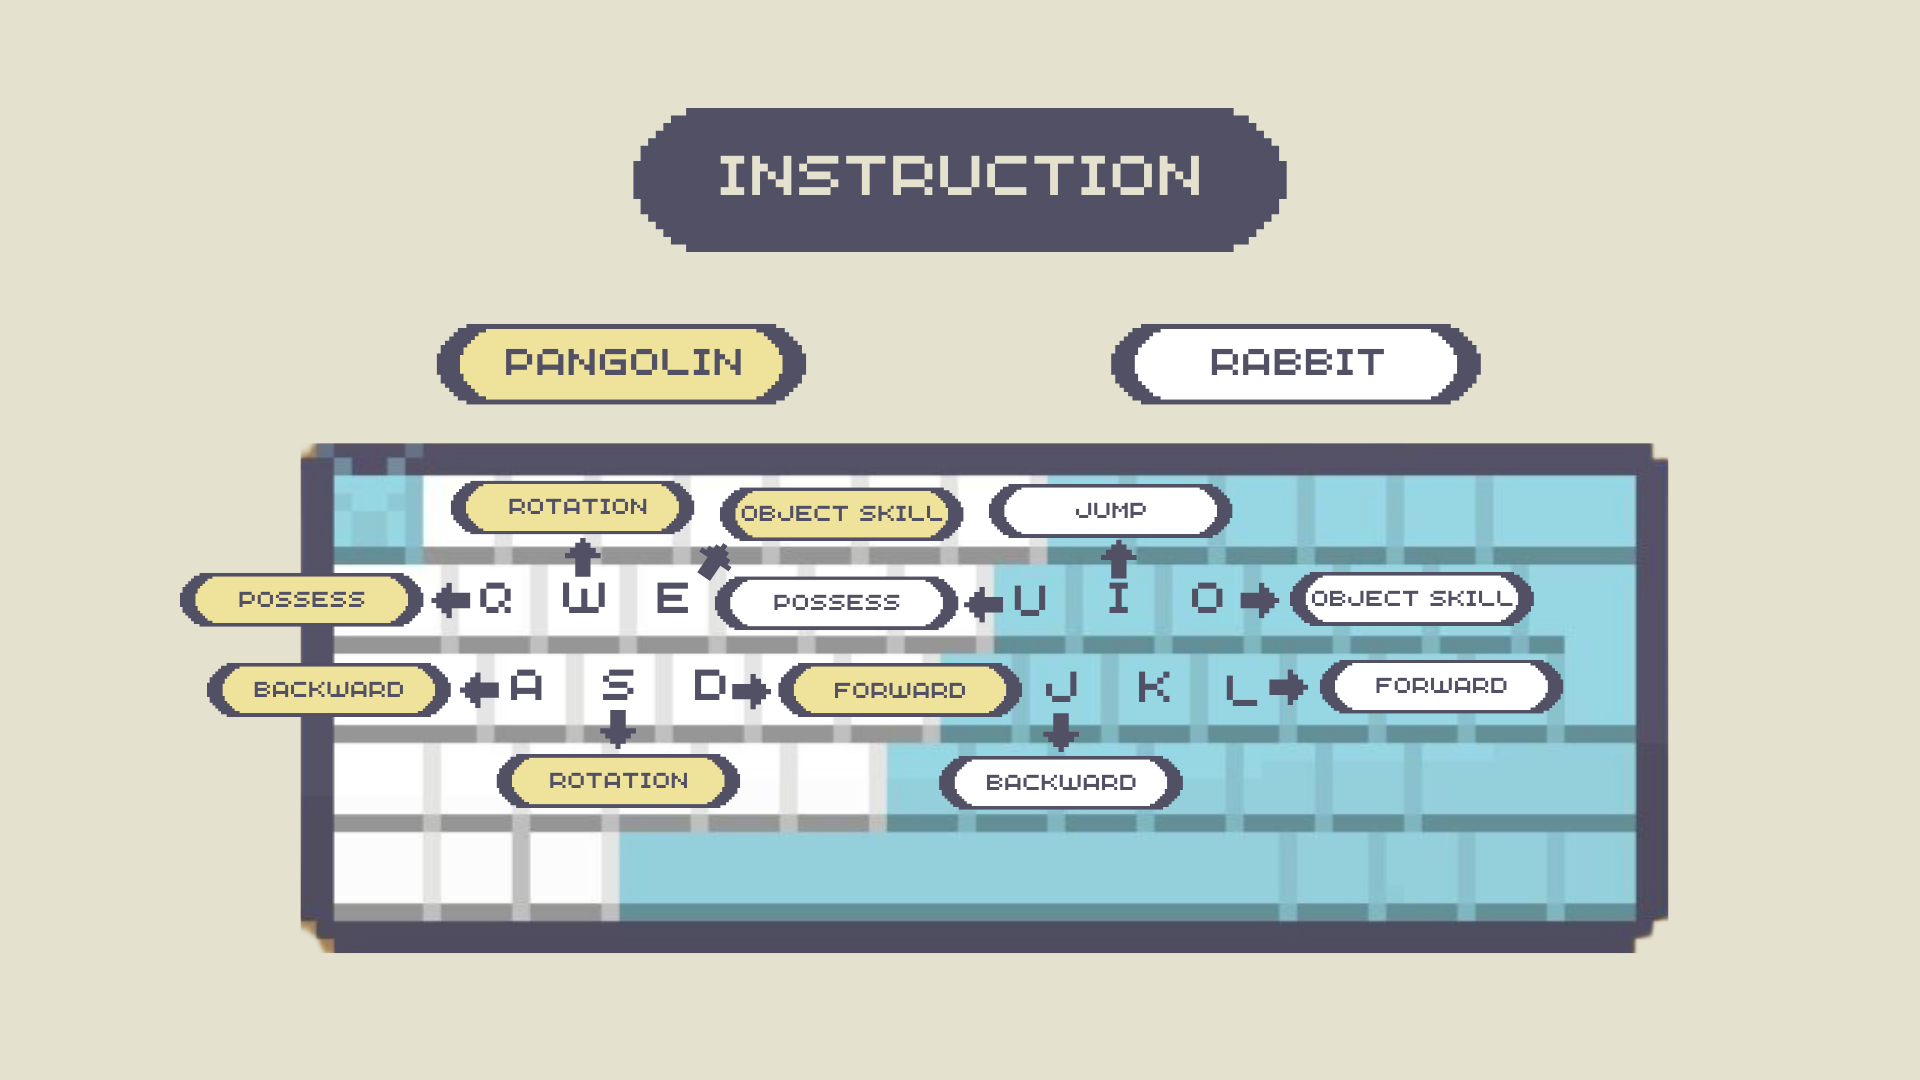 INSTRUCTION
PANGOLIN
RABBIT
ROTATION
OBJECT SKILL
JUMP
POSSESS
Q
W
E
POSSESS
U
I
O
OBJECT SKILL
BACKWARD
A
S
D
FORWARD
J
K
L
FORWARD
ROTATION
BACKWARD